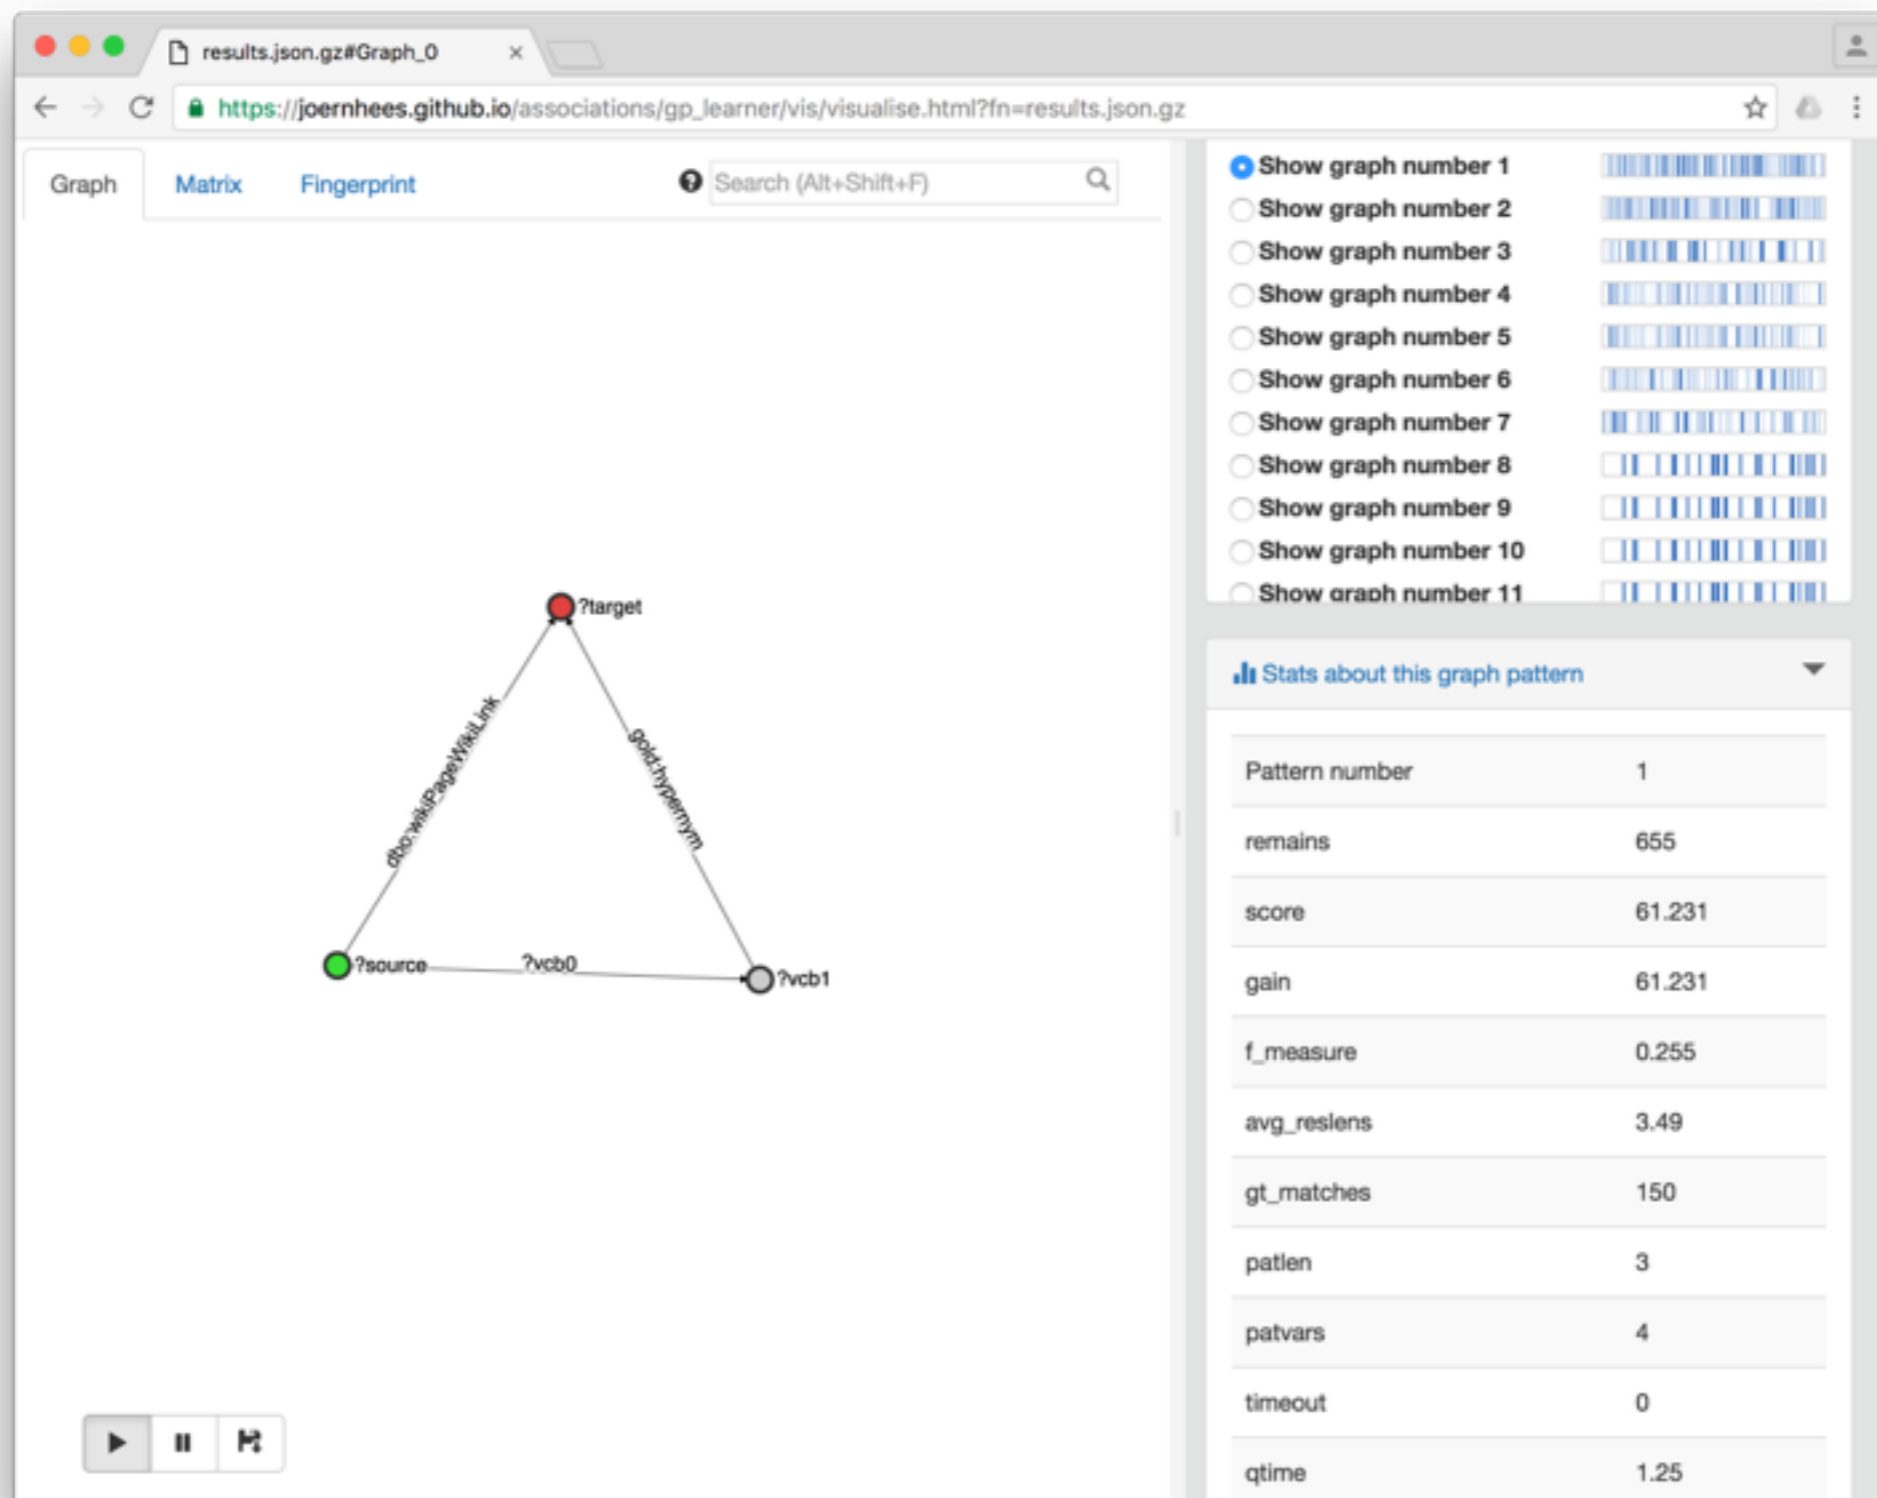 results.json.gz#Graph_0
https://joernhees.github.io/associations/gp_learner/vis/visualise.html?fn=results.json.gz
Graph Matrix Fingerprint Search (Alt+Shift+F)
?target
dbo:wikiPageWikiLink
gold:hypernym
?source ?vcb0 ?vcb1
Show graph number 1
Show graph number 2
Show graph number 3
Show graph number 4
Show graph number 5
Show graph number 6
Show graph number 7
Show graph number 8
Show graph number 9
Show graph number 10
Show graph number 11
Stats about this graph pattern
Pattern number 1
remains 655
score 61.231
gain 61.231
f_measure 0.255
avg_reslens 3.49
gt_matches 150
patlen 3
patvars 4
timeout 0
qtime 1.25